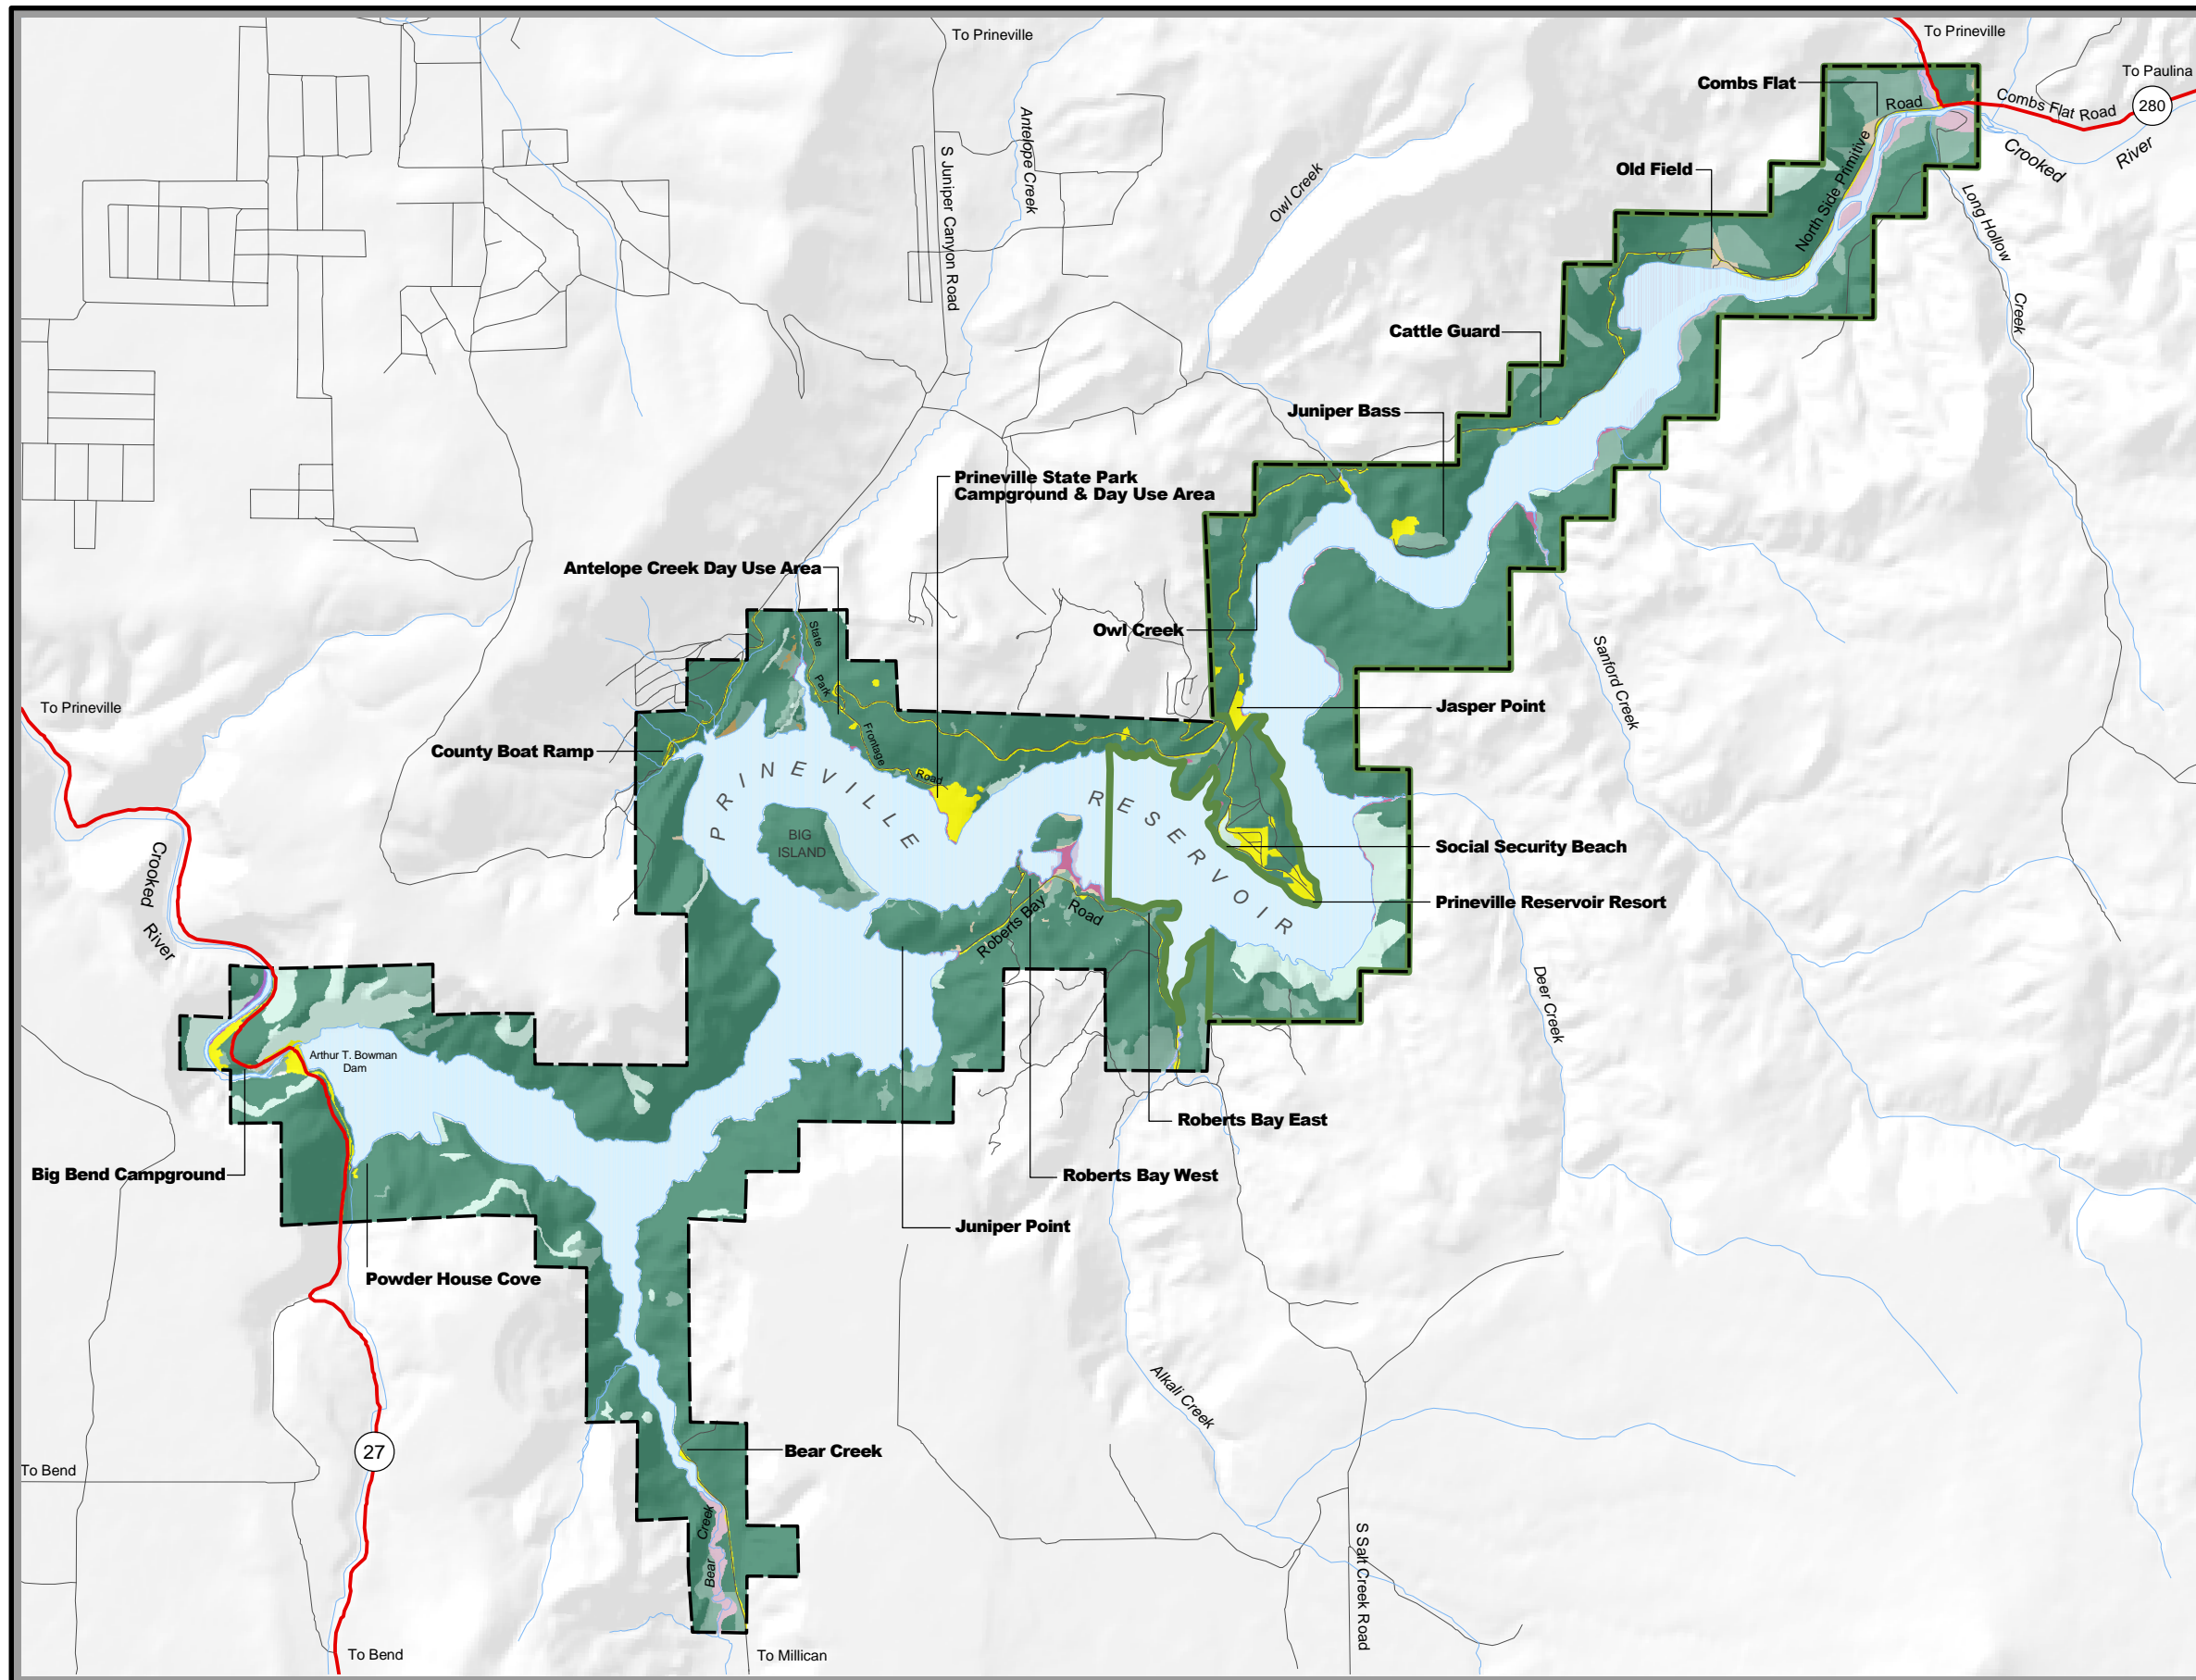 To Prineville
To Prineville
To Paulina
Combs Flat
Road
Combs Flat Road
280
Crooked
River
North Side Primitive
Old Field
Long Hollow
Creek
Antelope Creek
S Juniper Canyon Road
Owl Creek
Cattle Guard
Juniper Bass
Prineville State Park
Campground & Day Use Area
Antelope Creek Day Use Area
Owl Creek
State
Park
Frontage
Road
Sanford Creek
To Prineville
Jasper Point
County Boat Ramp
PRINEVILLE
RESERVOIR
BIG
ISLAND
Social Security Beach
Prineville Reservoir Resort
Crooked
River
Roberts Bay
Road
Deer Creek
Arthur T. Bowman
Dam
Roberts Bay East
Big Bend Campground
Roberts Bay West
Juniper Point
Powder House Cove
Alkali Creek
27
Bear Creek
To Bend
Bear
Creek
S Salt Creek Road
To Bend
To Millican